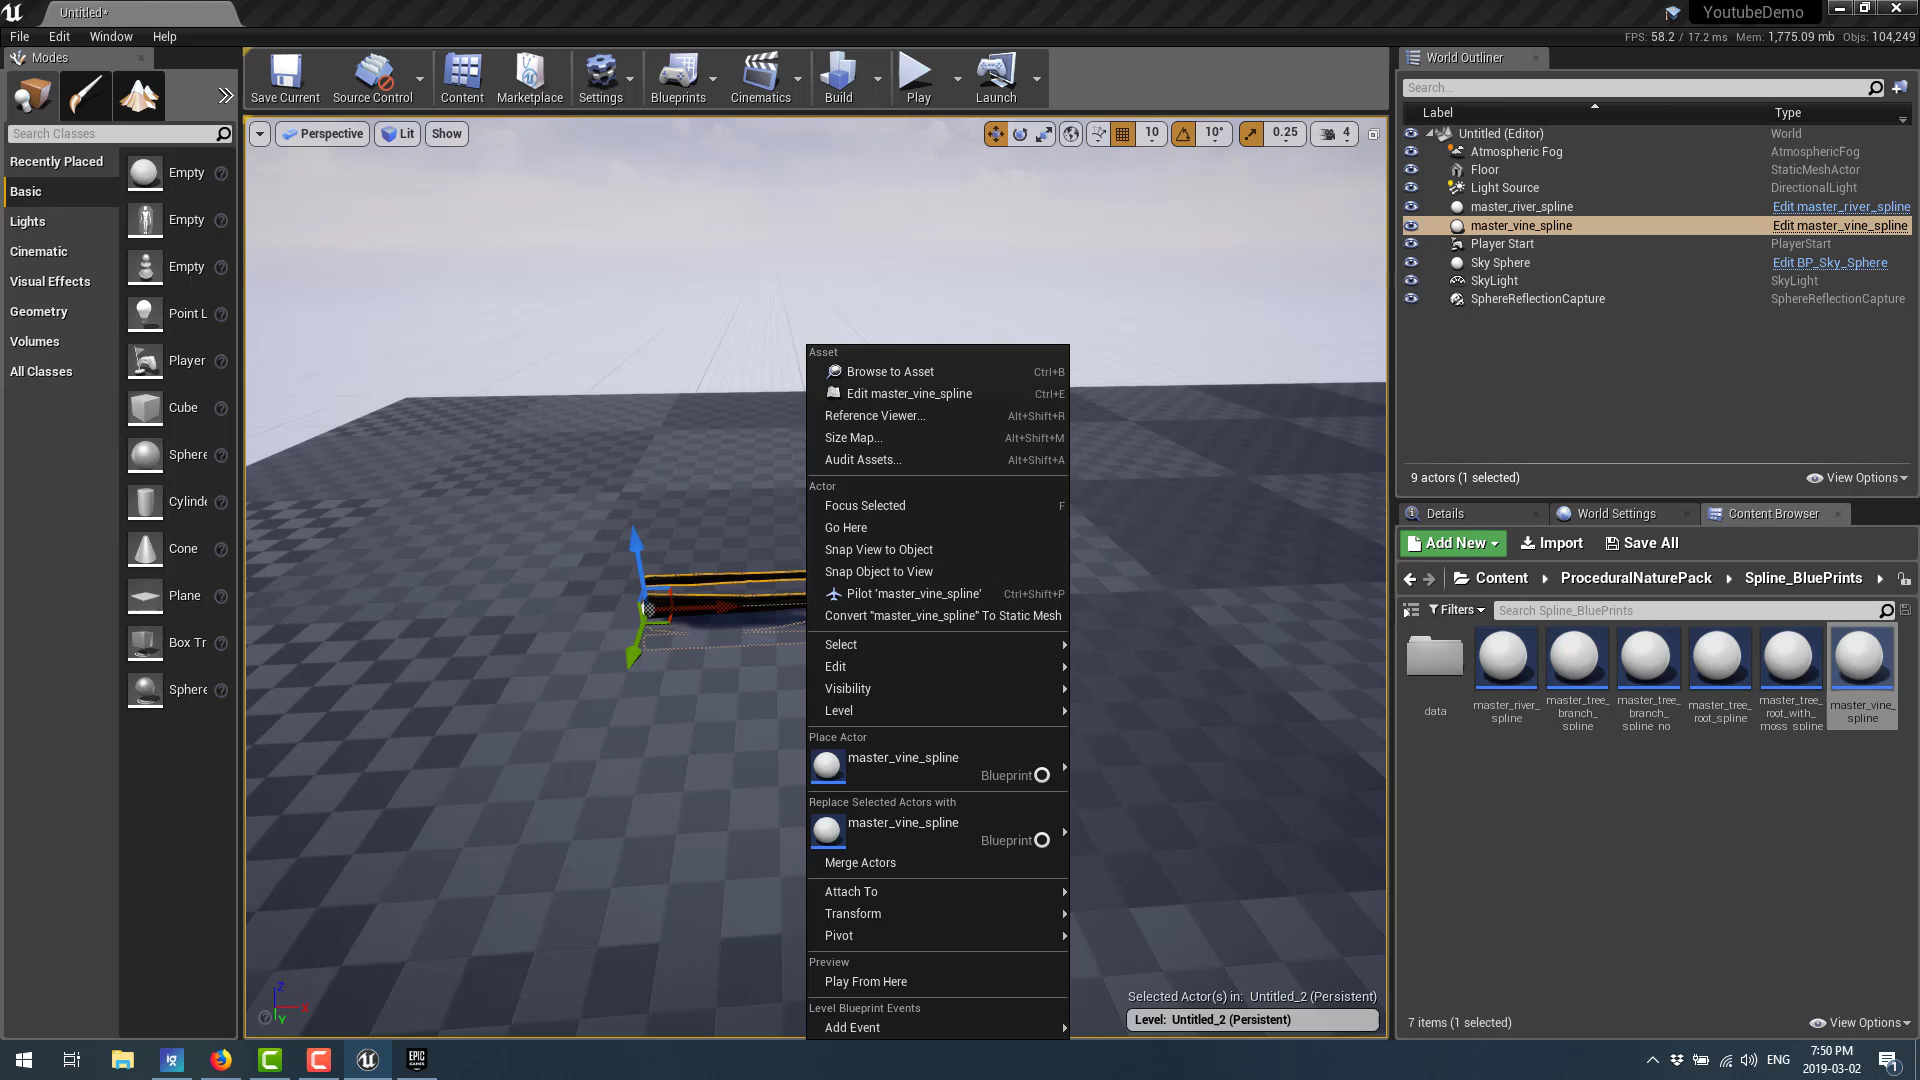 Untitled*
YoutubeDemo
File Edit Window Help
FPS: 58.2 / 17.2 ms Mem: 1,775.09 mb Objs: 104,249
Modes
Search Classes
Recently Placed
Basic
Lights
Cinematic
Visual Effects
Geometry
Volumes
All Classes
Empty
Empty
Empty
Point L
Player
Cube
Sphere
Cylinde
Cone
Plane
Box Tr
Sphere
Save Current Source Control Content Marketplace Settings Blueprints Cinematics Build Play Launch
Perspective Lit Show
10 10° 0.25 4
Asset
Browse to Asset Ctrl+B
Edit master_vine_spline Ctrl+E
Reference Viewer... Alt+Shift+R
Size Map... Alt+Shift+M
Audit Assets... Alt+Shift+A
Actor
Focus Selected F
Go Here
Snap View to Object
Snap Object to View
Pilot 'master_vine_spline' Ctrl+Shift+P
Convert "master_vine_spline" To Static Mesh
Select
Edit
Visibility
Level
Place Actor
master_vine_spline
Blueprint
Replace Selected Actors with
master_vine_spline
Blueprint
Merge Actors
Attach To
Transform
Pivot
Preview
Play From Here
Level Blueprint Events
Add Event
Z
X
Y
Selected Actor(s) in: Untitled_2 (Persistent)
Level: Untitled_2 (Persistent)
World Outliner
Search...
Label Type
Untitled (Editor) World
Atmospheric Fog AtmosphericFog
Floor StaticMeshActor
Light Source DirectionalLight
master_river_spline Edit master_river_spline
master_vine_spline Edit master_vine_spline
Player Start PlayerStart
Sky Sphere Edit BP_Sky_Sphere
SkyLight SkyLight
SphereReflectionCapture SphereReflectionCapture
9 actors (1 selected) View Options
Details World Settings Content Browser
Add New Import Save All
Content ProceduralNaturePack Spline_BluePrints
Filters Search Spline_BluePrints
data
master_river_
spline
master_tree_
branch_
spline
master_tree_
branch_
spline_no
master_tree_
root_spline
master_tree_
root_with_
moss_spline
master_vine_
spline
7 items (1 selected) View Options
ig
EPIC
GAMES
ENG
7:50 PM
2019-03-02
1